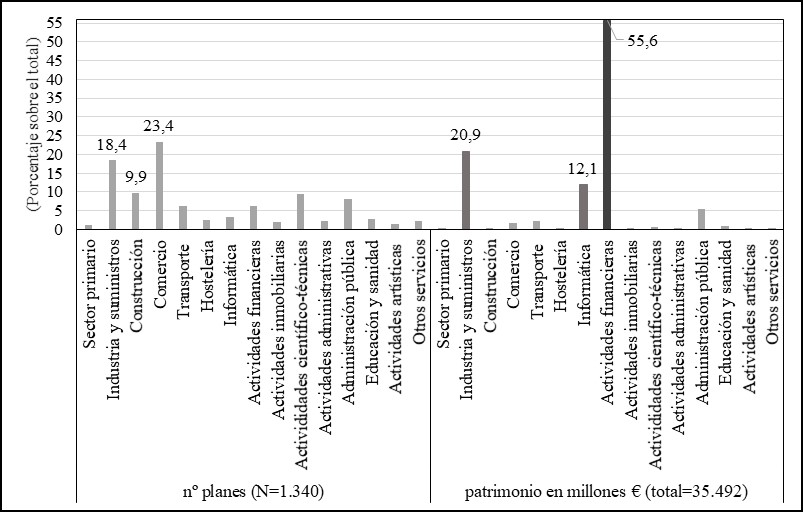 (Porcentaje sobre el total)
55
50
45
40
35
30
25
20
15
10
5
0
18,4
9,9
23,4
20,9
12,1
55,6
Sector primario
Industria y suministros
Construcción
Comercio
Transporte
Hostelería
Informática
Actividades financieras
Actividades inmobiliarias
Activididades científico-técnicas
Actividades administrativas
Administración pública
Educación y sanidad
Actividades artísticas
Otros servicios
Sector primario
Industria y suministros
Construcción
Comercio
Transporte
Hostelería
Informática
Actividades financieras
Actividades inmobiliarias
Activididades científico-técnicas
Actividades administrativas
Administración pública
Educación y sanidad
Actividades artísticas
Otros servicios
nº planes (N=1.340)
patrimonio en millones € (total=35.492)